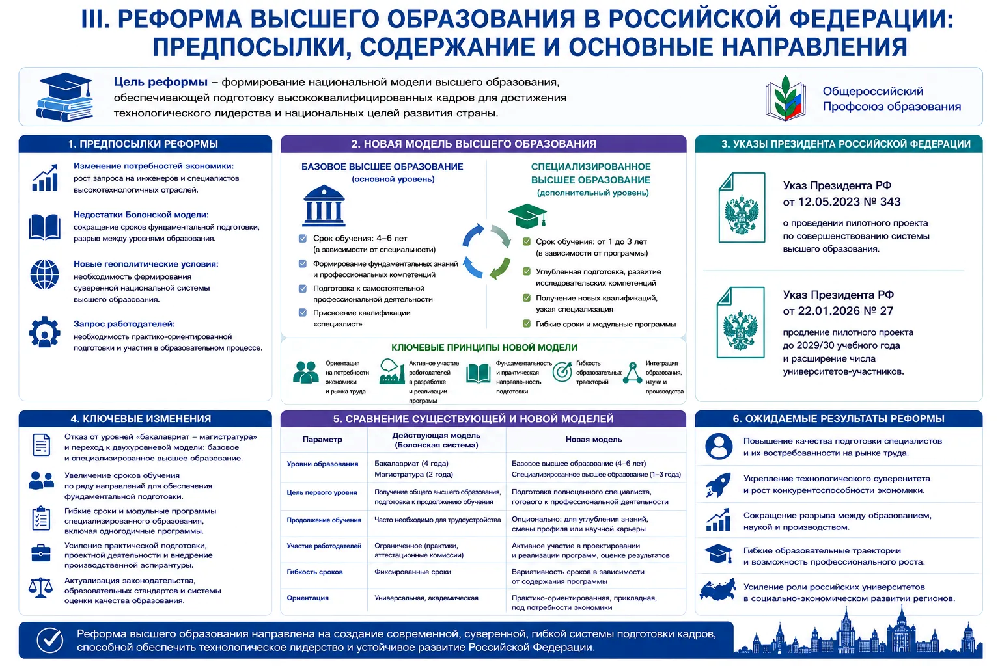 III. РЕФОРМА ВЫСШЕГО ОБРАЗОВАНИЯ В РОССИЙСКОЙ ФЕДЕРАЦИИ:
ПРЕДПОСЫЛКИ, СОДЕРЖАНИЕ И ОСНОВНЫЕ НАПРАВЛЕНИЯ
Цель реформы – формирование национальной модели высшего образования,
обеспечивающей подготовку высококвалифицированных кадров для достижения
технологического лидерства и национальных целей развития страны.
Общероссийский
Профсоюз образования
1. ПРЕДПОСЫЛКИ РЕФОРМЫ
Изменение потребностей экономики:
рост запроса на инженеров и специалистов
высокотехнологичных отраслей.
Недостатки Болонской модели:
сокращение сроков фундаментальной подготовки,
разрыв между уровнями образования.
Новые геополитические условия:
необходимость фермирования
суверенной национальной системы
высшего образования.
Запрос работодателей:
необходимость практико-ориентированной
подготовки и участия в образовательном процессе.
2. НОВАЯ МОДЕЛЬ ВЫСШЕГО ОБРАЗОВАНИЯ
БАЗОВОЕ ВЫСШЕЕ ОБРАЗОВАНИЕ
(основной уровень)
Срок обучения: 4–6 лет
(в зависимости от специальности)
Формирование фундаментальных знаний
и профессиональных компетенций
Подготовка к самостоятельной
профессиональной деятельности
Присвоение квалификации
«специалист»
СПЕЦИАЛИЗИРОВАННОЕ
ВЫСШЕЕ ОБРАЗОВАНИЕ
(дополнительный уровень)
Срок обучения: от 1 до 3 лет
(в зависимости от программы)
Углубленная подготовка, развитие
исследовательских компетенций
Получение новых квалификаций,
узкая специализация
Гибкие сроки и модульные программы
КЛЮЧЕВЫЕ ПРИНЦИПЫ НОВОЙ МОДЕЛИ
Ориентация
на потребности
экономики
и рынка труда
Активное участие
работодателей
в разработке
и реализации
программ
Фундаментальность
и практическая
направленность
подготовки
Гибкость
образовательных
траекторий
Интеграция
образования,
науки и
производства
3. УКАЗЫ ПРЕЗИДЕНТА РОССИЙСКОЙ ФЕДЕРАЦИИ
Указ Президента РФ
от 12.05.2023 № 343
о проведении пилотного проекта
по совершенствованию системы
высшего образования.
Указ Президента РФ
от 22.01.2026 № 27
продление пилотного проекта
до 2029/30 учебного года
и расширение числа
университетов-участников.
4. КЛЮЧЕВЫЕ ИЗМЕНЕНИЯ
Отказ от уровней «бакалавриат – магистратура»
и переход к двухуровневой модели: базовое
и специализированное высшее образование.
Увеличение сроков обучения
по ряду направлений для обеспечения
фундаментальной подготовки.
Гибкие сроки и модульные программы
специализированного образования,
включая одногодичные программы.
Усиление практической подготовки,
проектной деятельности и внедрение
производственной аспирантуры.
Актуализация законодательства,
образовательных стандартов и системы
оценки качества образования.
5. СРАВНЕНИЕ СУЩЕСТВУЮЩЕЙ И НОВОЙ МОДЕЛЕЙ
Параметр
Действующая модель
(Болонская система)
Новая модель
Уровни образования
Бакалавриат (4 года)
Магистратура (2 года)
Базовое высшее образование (4–6 лет)
Специализированное высшее образование (1–3 года)
Цель первого уровня
Получение общего высшего образования,
подготовка к продолжению обучения
Подготовка полноценного специалиста,
готового к профессиональной деятельности
Продолжение обучения
Часто необходимо для трудоустройства
Опционально: для углубления знаний,
смены профиля или научной карьеры
Участие работодателей
Ограниченное (практики,
аттестационные комиссии)
Активное участие в проектировании
и реализации программ, оценке результатов
Гибкость сроков
Фиксированные сроки
Вариативность сроков в зависимости
от содержания программы
Ориентация
Универсальная, академическая
Практико-ориентированная, прикладная,
под потребности экономики
6. ОЖИДАЕМЫЕ РЕЗУЛЬТАТЫ РЕФОРМЫ
Повышение качества подготовки специалистов
и их востребованности на рынке труда.
Укрепление технологического суверенитета
и рост конкурентоспособности экономики.
Сокращение разрыва между образованием,
наукой и производством.
Гибкие образовательные траектории
и возможность профессионального роста.
Усиление роли российских университетов
в социально-экономическом развитии регионов.
Реформа высшего образования направлена на создание современной, суверенной, гибкой системы подготовки кадров,
способной обеспечить технологическое лидерство и устойчивое развитие Российской Федерации.